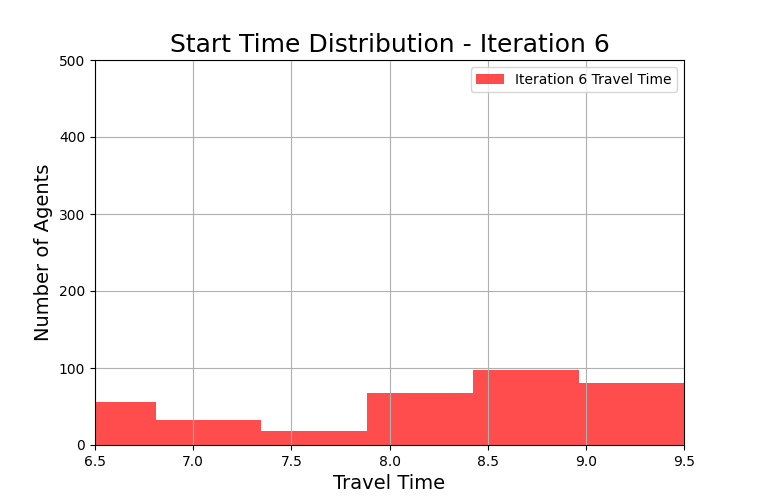 Start Time Distribution - Iteration 6
Iteration 6 Travel Time
Number of Agents
500
400
300
200
100
0
6.5 7.0 7.5 8.0 8.5 9.0 9.5
Travel Time